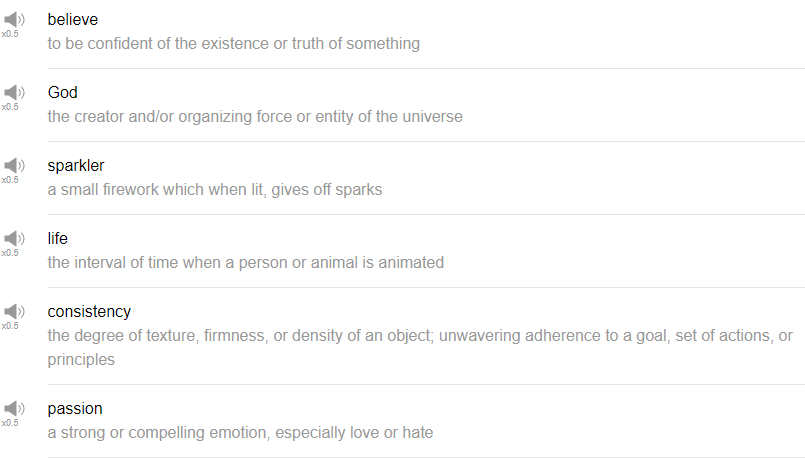 believe
x0.5
to be confident of the existence or truth of something
God
x0.5
the creator and/or organizing force or entity of the universe
sparkler
x0.5
a small firework which when lit, gives off sparks
life
x0.5
the interval of time when a person or animal is animated
consistency
x0.5
the degree of texture, firmness, or density of an object; unwavering adherence to a goal, set of actions, or
principles
passion
x0.5
a strong or compelling emotion, especially love or hate